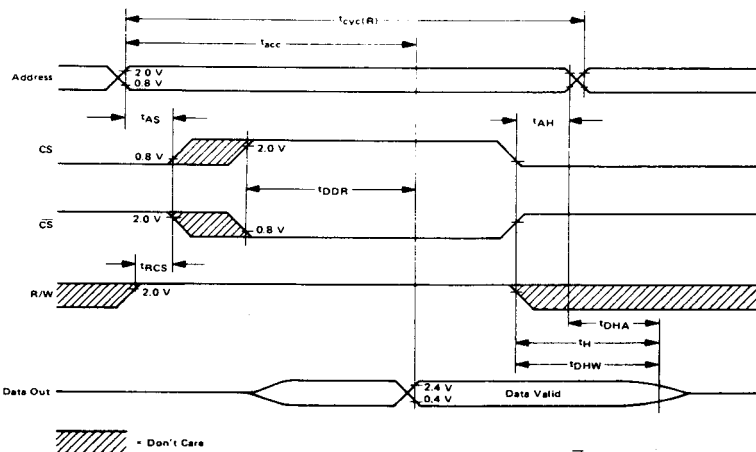 tcyc(R)
tacc
Address
2.0 V
0.8 V
tAS
tAH
CS
0.8 V
2.0 V
tDDR
CS
2.0 V
0.8 V
tRCS
R/W
2.0 V
tDHA
tH
tDHW
Data Out
2.4 V
0.4 V
Data Valid
= Don't Care